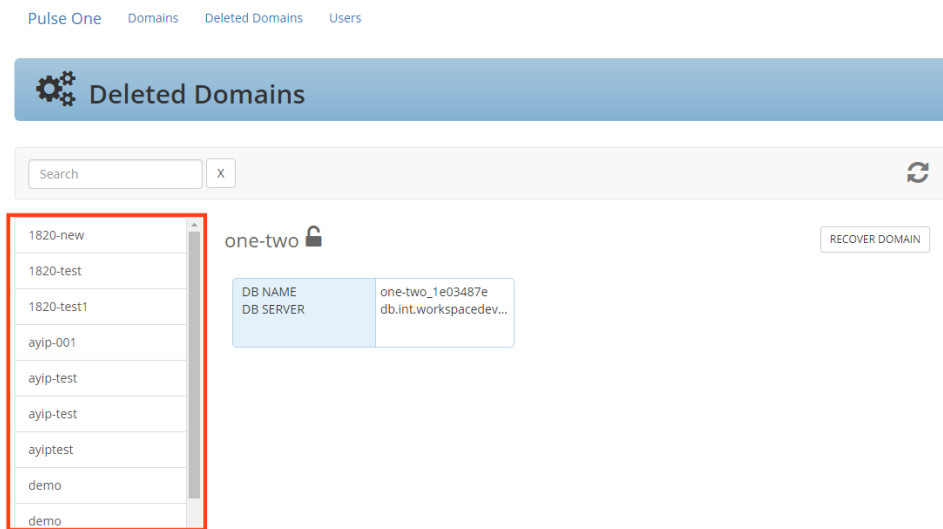 Pulse One Domains Deleted Domains Users
Deleted Domains
Search X
1820-new
1820-test
1820-test1
ayip-001
ayip-test
ayip-test
ayiptest
demo
demo
one-two
RECOVER DOMAIN
DB NAME one-two_1e03487e
DB SERVER db.int.workspacedev...